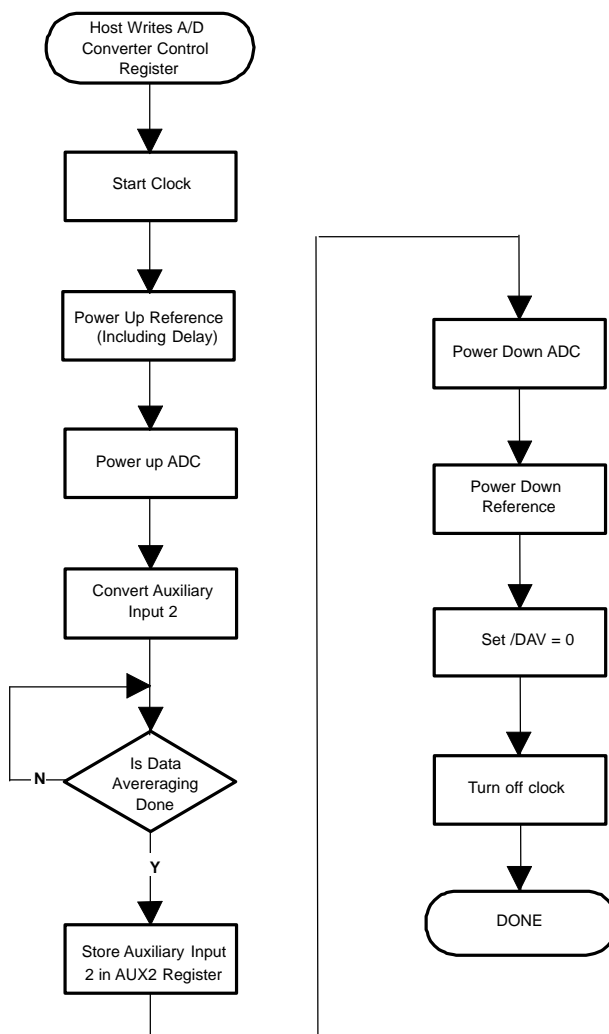 Host Writes A/D
Converter Control
Register
Start Clock
Power Up Reference
(Including Delay)
Power up ADC
Convert Auxiliary
Input 2
Is Data
Avereraging
Done
N
Y
Store Auxiliary Input
2 in AUX2 Register
Power Down ADC
Power Down
Reference
Set /DAV = 0
Turn off clock
DONE